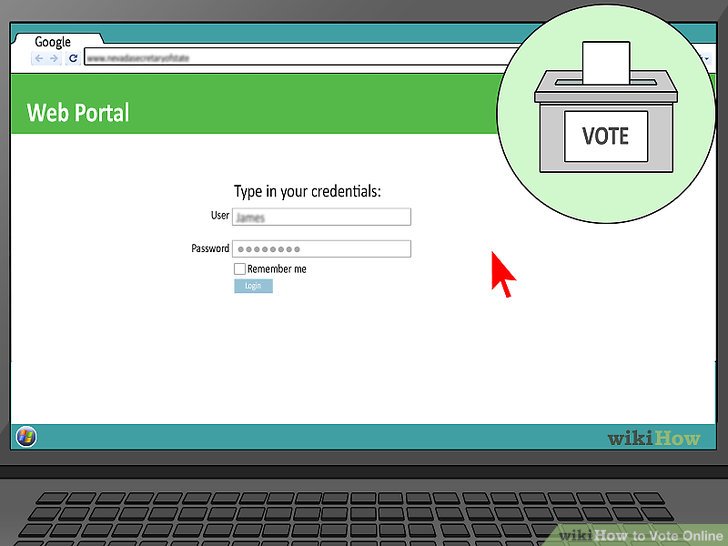 Google
www.nevadasecretaryofstate
Web Portal
VOTE
Type in your credentials:
User James
Password
Remember me
Login
wikiHow
wikiHow to Vote Online